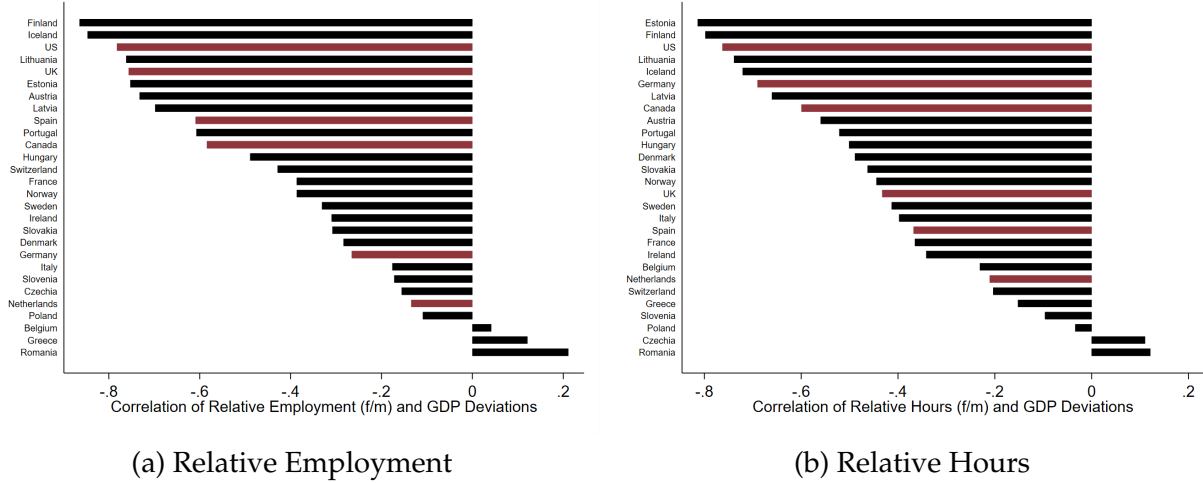 Finland
Iceland
US
Lithuania
UK
Estonia
Austria
Latvia
Spain
Portugal
Canada
Hungary
Switzerland
France
Norway
Sweden
Ireland
Slovakia
Denmark
Germany
Italy
Slovenia
Czechia
Netherlands
Poland
Belgium
Greece
Romania
-.8 -.6 -.4 -.2 0 .2
Correlation of Relative Employment (f/m) and GDP Deviations
(a) Relative Employment
Estonia
Finland
US
Lithuania
Iceland
Germany
Latvia
Canada
Austria
Portugal
Hungary
Denmark
Slovakia
Norway
UK
Sweden
Italy
Spain
France
Ireland
Belgium
Netherlands
Switzerland
Greece
Slovenia
Poland
Czechia
Romania
-.8 -.6 -.4 -.2 0 .2
Correlation of Relative Hours (f/m) and GDP Deviations
(b) Relative Hours